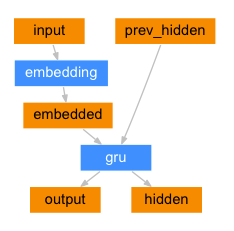 input
prev_hidden
embedding
embedded
gru
output
hidden